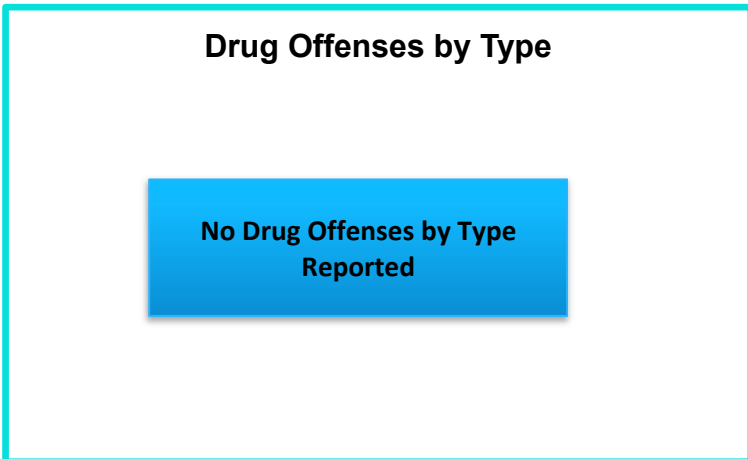 Drug Offenses by Type
No Drug Offenses by Type
Reported